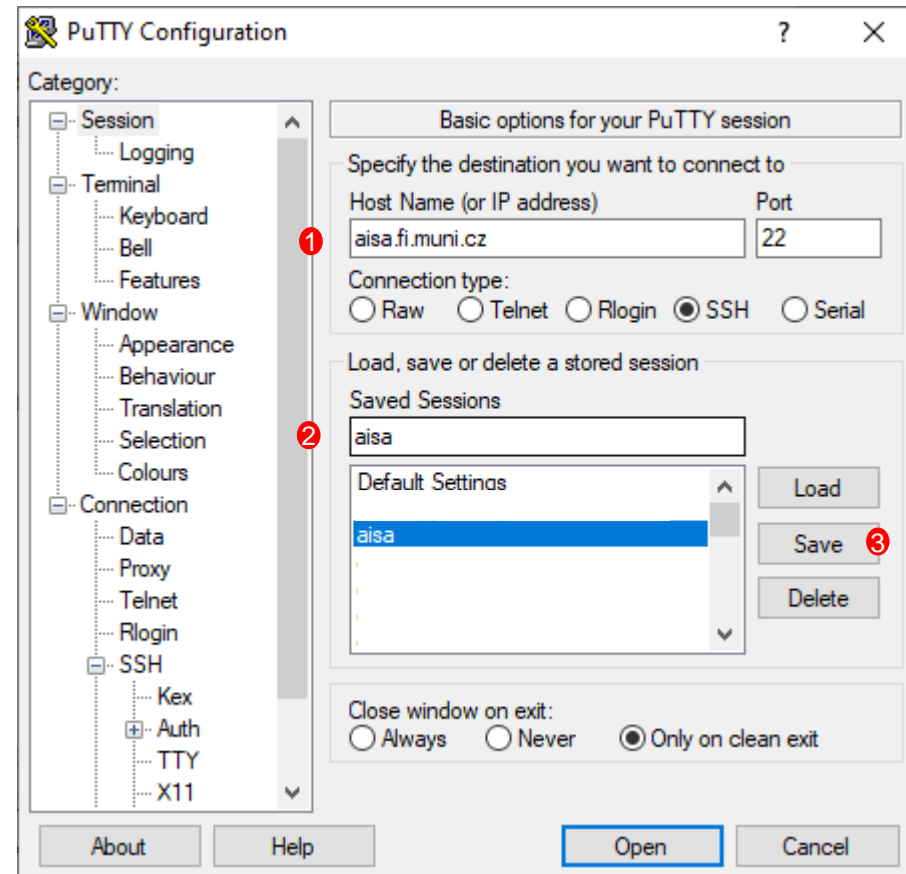 PuTTY Configuration ? ×
Category:
Session
Logging
Terminal
Keyboard
Bell
Features
Window
Appearance
Behaviour
Translation
Selection
Colours
Connection
Data
Proxy
Telnet
Rlogin
SSH
Kex
Auth
TTY
X11
Basic options for your PuTTY session
Specify the destination you want to connect to
Host Name (or IP address) Port
1 aisa.fi.muni.cz 22
Connection type:
Raw Telnet Rlogin SSH Serial
Load, save or delete a stored session
Saved Sessions
2 aisa
Default Settings
aisa
Load
Save 3
Delete
Close window on exit:
Always Never Only on clean exit
About Help Open Cancel